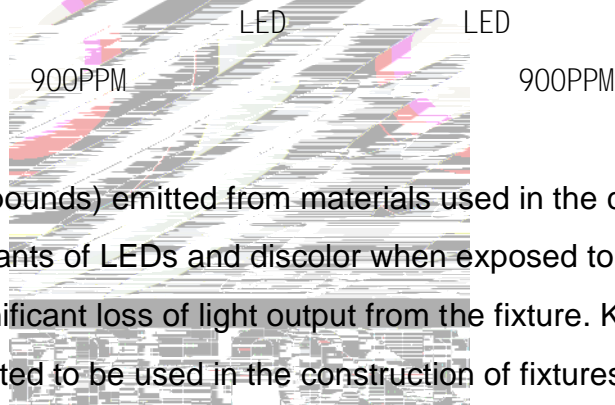 LED LED
900PPM 900PPM
ounds) emitted from materials used in the c
ants of LEDs and discolor when exposed to
ificant loss of light output from the fixture. K
ted to be used in the construction of fixtures